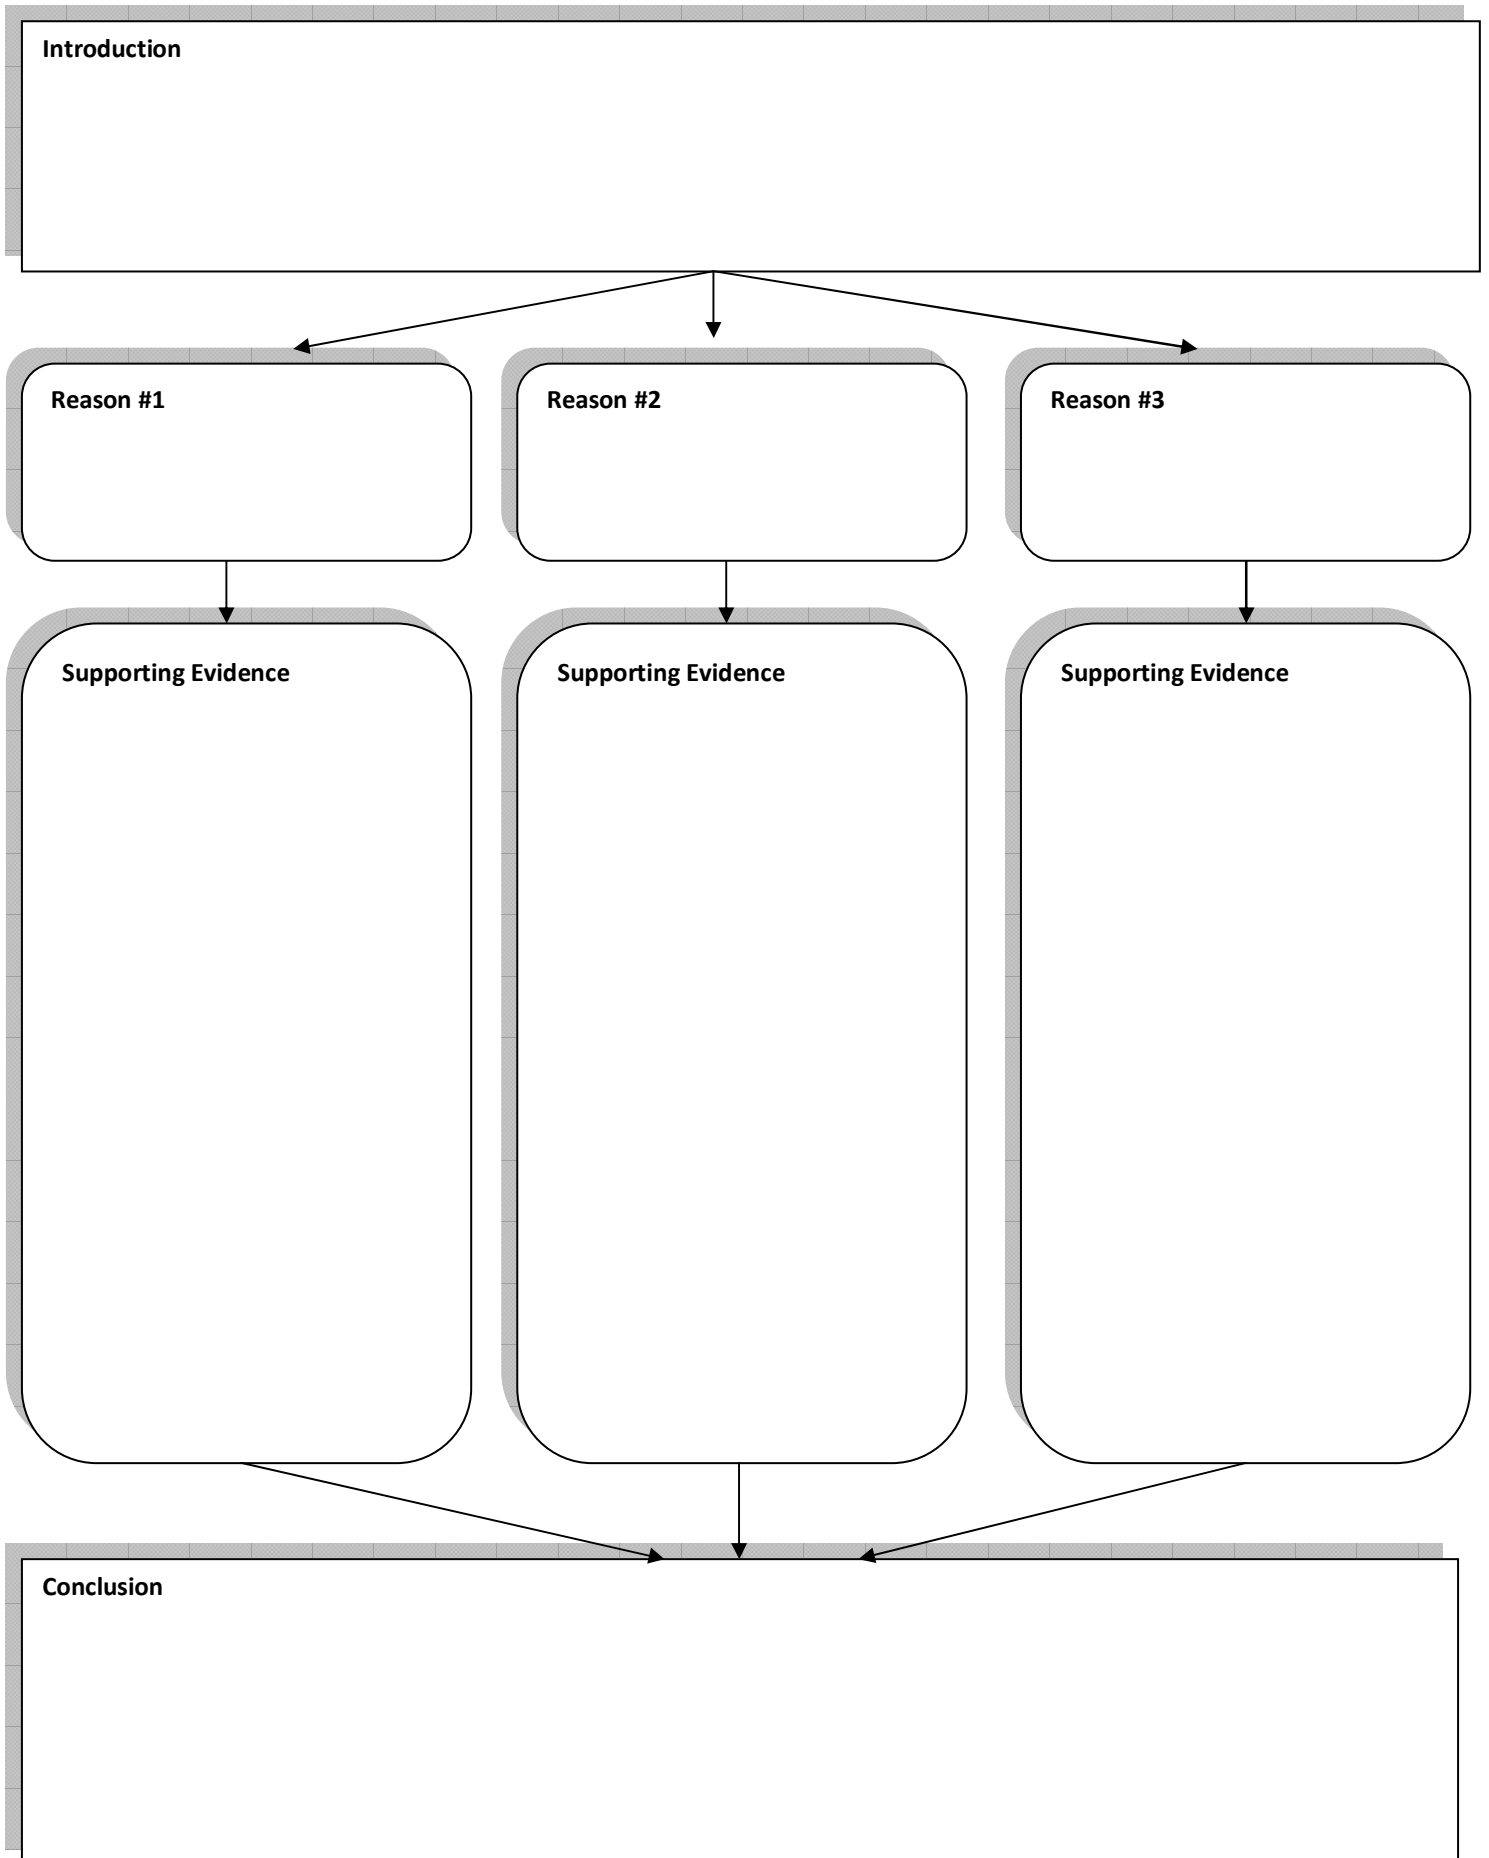 Introduction
Reason #1
Reason #2
Reason #3
Supporting Evidence
Supporting Evidence
Supporting Evidence
Conclusion